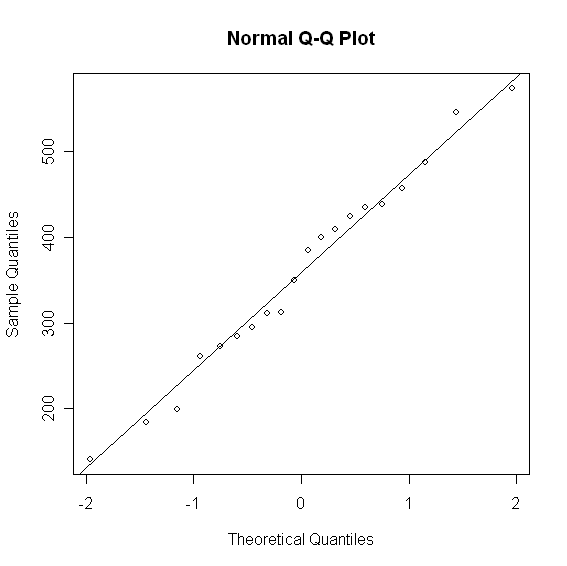 Normal Q-Q Plot
500
400
300
200
Sample Quantiles
-2 -1 0 1 2
Theoretical Quantiles